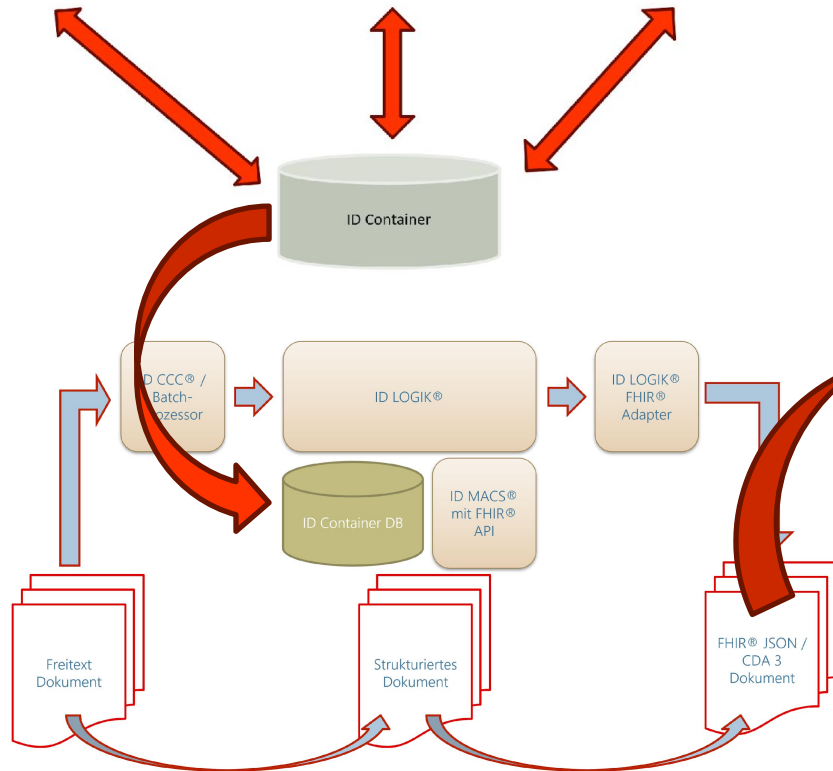 ID Container
D CCC® /
Batch-
ozessor
ID LOGIK®
ID LOGIK®
FHIR®
Adapter
ID Container DB
ID MACS®
mit FHIR®
API
Freitext
Dokument
Strukturiertes
Dokument
FHIR® JSON /
CDA 3
Dokument